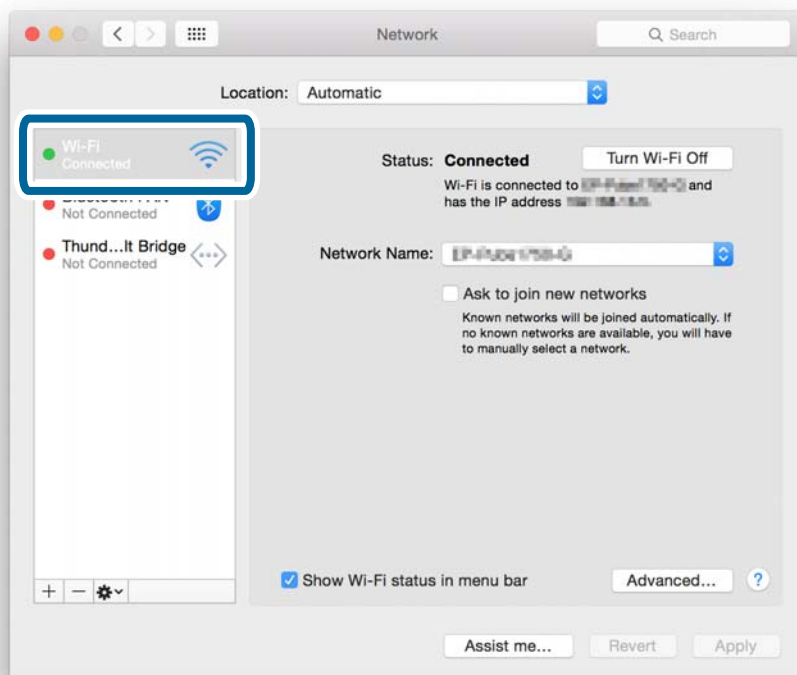 Network
Search
Location: Automatic
Wi-Fi
Connected
Not Connected
Thund...lt Bridge
Not Connected
Status: Connected
Turn Wi-Fi Off
Wi-Fi is connected to and
has the IP address
Network Name:
Ask to join new networks
Known networks will be joined automatically. If
no known networks are available, you will have
to manually select a network.
Show Wi-Fi status in menu bar
Advanced...
?
Assist me...
Revert
Apply